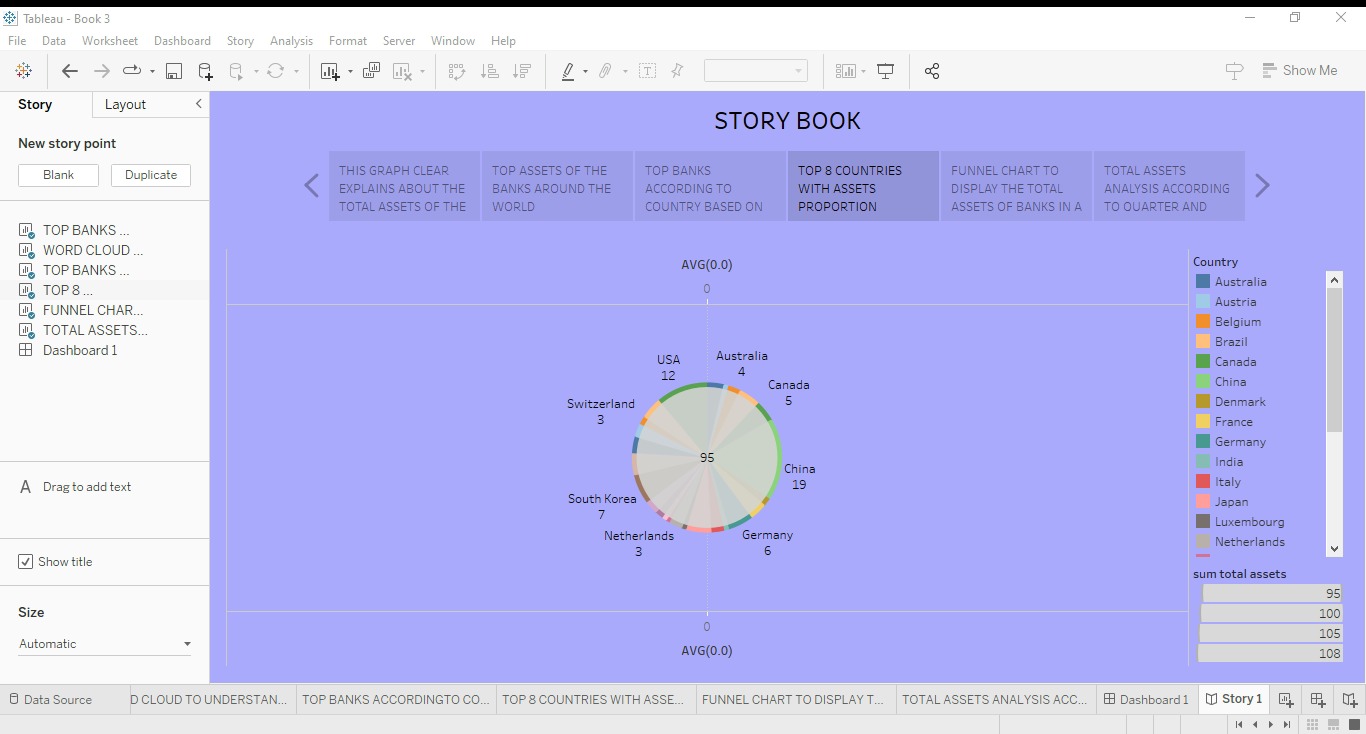 Tableau - Book 3
File Data Worksheet Dashboard Story Analysis Format Server Window Help
Show Me
Story Layout
New story point
Blank Duplicate
TOP BANKS ...
WORD CLOUD ...
TOP BANKS ...
TOP 8 ...
FUNNEL CHAR...
TOTAL ASSETS...
Dashboard 1
A Drag to add text
Show title
Size
Automatic
STORY BOOK
THIS GRAPH CLEAR
EXPLAINS ABOUT THE
TOTAL ASSETS OF THE
TOP ASSETS OF THE
BANKS AROUND THE
WORLD
TOP BANKS
ACCORDING TO
COUNTRY BASED ON
TOP 8 COUNTRIES
WITH ASSETS
PROPORTION
FUNNEL CHART TO
DISPLAY THE TOTAL
ASSETS OF BANKS IN A
TOTAL ASSETS
ANALYSIS ACCORDING
TO QUARTER AND
AVG(0.0)
0
USA
12
Australia
4
Canada
5
Switzerland
3
95
China
19
South Korea
7
Netherlands
3
Germany
6
0
AVG(0.0)
Country
Australia
Austria
Belgium
Brazil
Canada
China
Denmark
France
Germany
India
Italy
Japan
Luxembourg
Netherlands
sum total assets
95
100
105
108
Data Source
D CLOUD TO UNDERSTAN...
TOP BANKS ACCORDINGTO CO...
TOP 8 COUNTRIES WITH ASSE...
FUNNEL CHART TO DISPLAY T...
TOTAL ASSETS ANALYSIS ACC...
Dashboard 1
Story 1